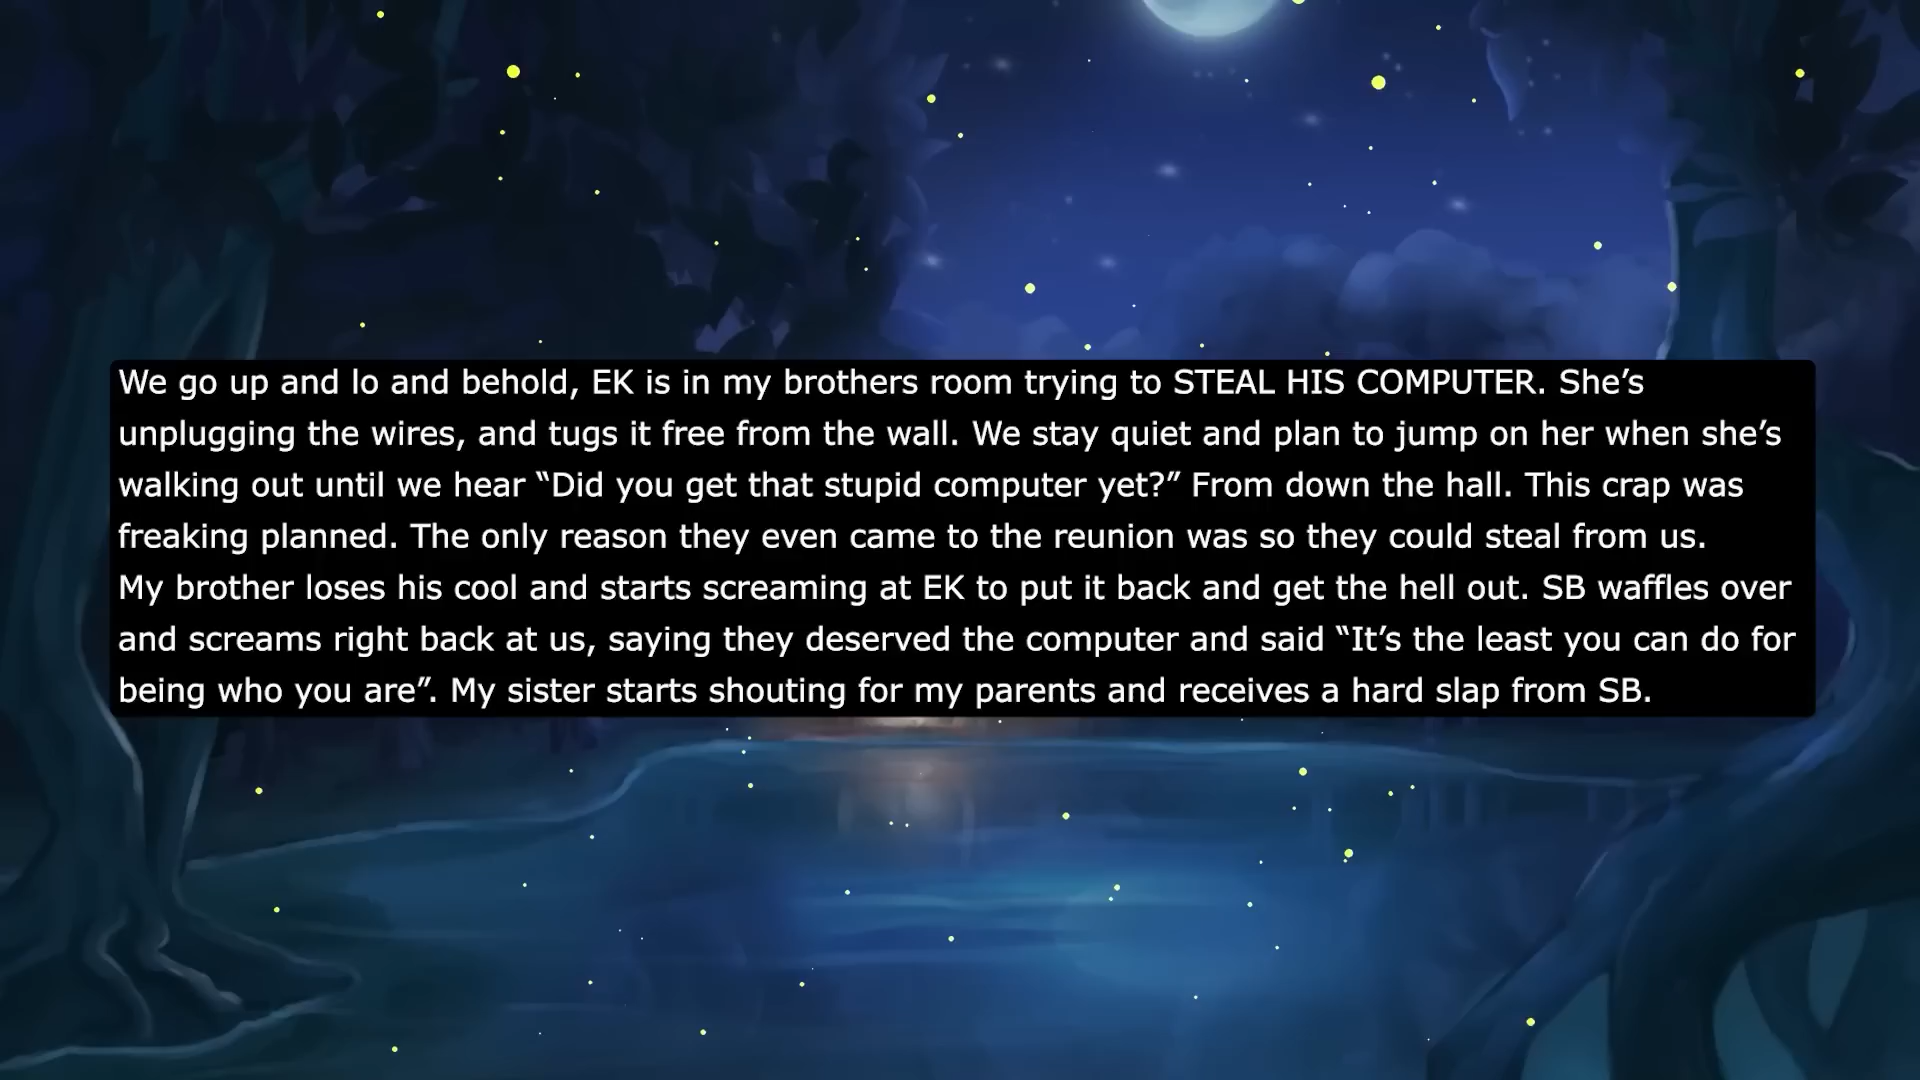 We go up and lo and behold, EK is in my brothers room trying to STEAL HIS COMPUTER. She’s
unplugging the wires, and tugs it free from the wall. We stay quiet and plan to jump on her when she’s
walking out until we hear “Did you get that stupid computer yet?” From down the hall. This crap was
freaking planned. The only reason they even came to the reunion was so they could steal from us.
My brother loses his cool and starts screaming at EK to put it back and get the hell out. SB waffles over
and screams right back at us, saying they deserved the computer and said “It’s the least you can do for
being who you are”. My sister starts shouting for my parents and receives a hard slap from SB.